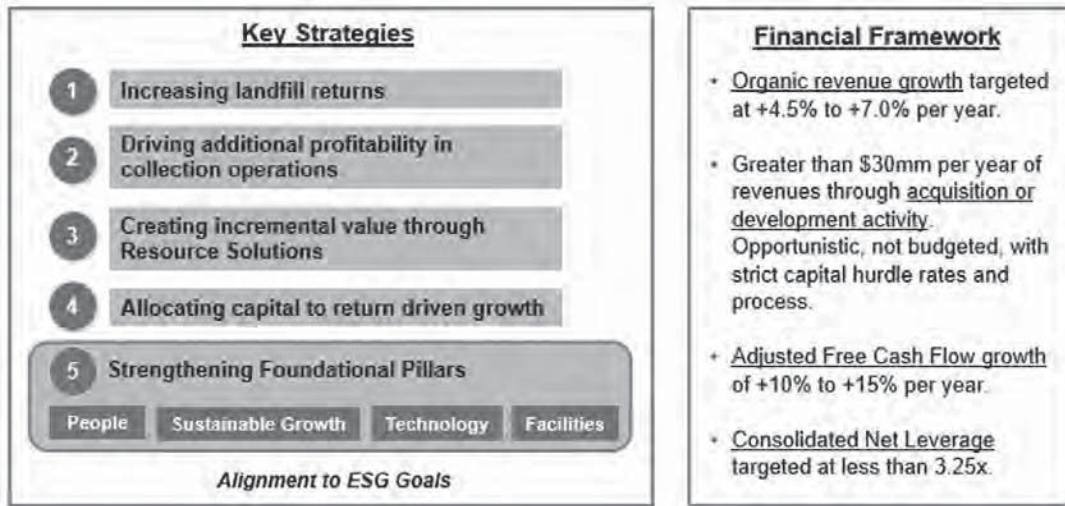 Key Strategies
1 Increasing landfill returns
2 Driving additional profitability in
collection operations
3 Creating incremental value through
Resource Solutions
4 Allocating capital to return driven growth
5 Strengthening Foundational Pillars
People Sustainable Growth Technology Facilities
Alignment to ESG Goals
Financial Framework
• Organic revenue growth targeted
at +4.5% to +7.0% per year.
• Greater than $30mm per year of
revenues through acquisition or
development activity.
Opportunistic, not budgeted, with
strict capital hurdle rates and
process.
• Adjusted Free Cash Flow growth
of +10% to +15% per year.
• Consolidated Net Leverage
targeted at less than 3.25x.